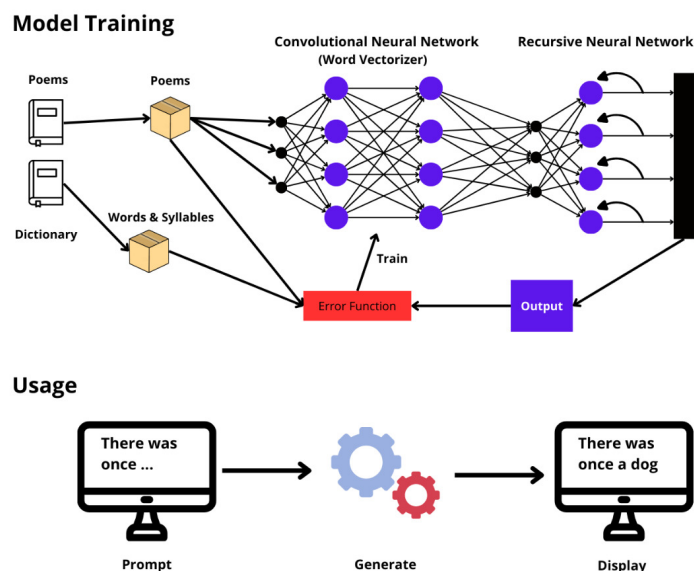 Model Training
Convolutional Neural Network
(Word Vectorizer)
Recursive Neural Network
Poems
Poems
Dictionary
Words & Syllables
Train
Error Function
Output
Usage
There was
once ...
There was
once a dog
Prompt
Generate
Display